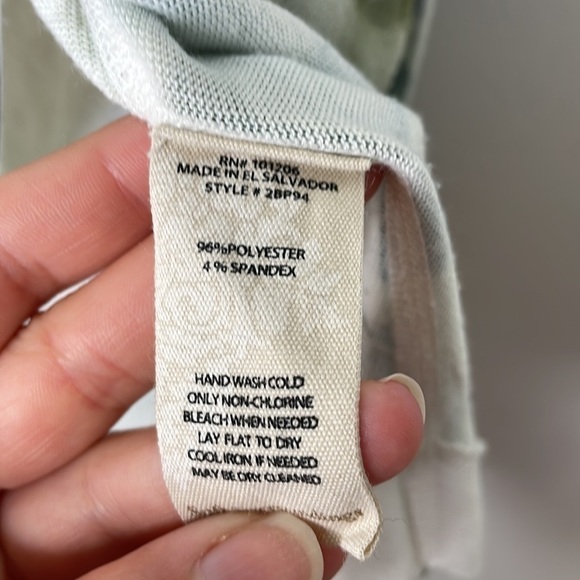 RN# 101206
MADE IN EL SALVADOR
STYLE # 2BP94
96%POLYESTER
4 % SPANDEX
HAND WASH COLD
ONLY NON-CHLORINE
BLEACH WHEN NEEDED
LAY FLAT TO DRY
COOL IRON IF NEEDED
MAY BE DRY CLEANED